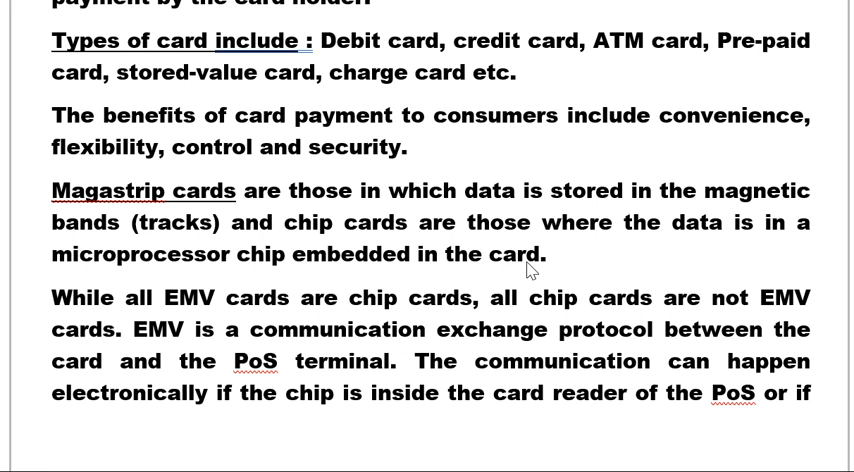 payment by the card holder.
Types of card include : Debit card, credit card, ATM card, Pre-paid
card, stored-value card, charge card etc.
The benefits of card payment to consumers include convenience,
flexibility, control and security.
Magastrip cards are those in which data is stored in the magnetic
bands (tracks) and chip cards are those where the data is in a
microprocessor chip embedded in the card.
While all EMV cards are chip cards, all chip cards are not EMV
cards. EMV is a communication exchange protocol between the
card and the PoS terminal. The communication can happen
electronically if the chip is inside the card reader of the PoS or if